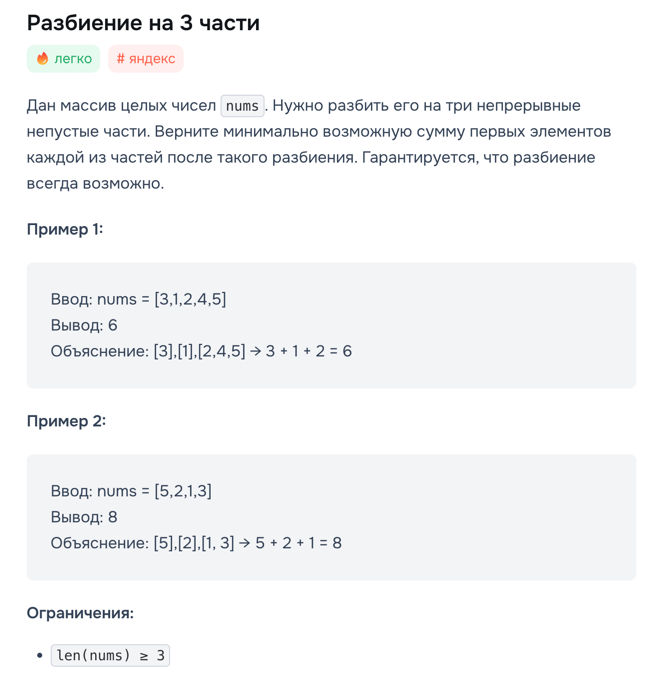 Разбиение на 3 части
легко # яндекс
Дан массив целых чисел nums. Нужно разбить его на три непрерывные
непустые части. Верните минимально возможную сумму первых элементов
каждой из частей после такого разбиения. Гарантируется, что разбиение
всегда возможно.
Пример 1:
Ввод: nums = [3,1,2,4,5]
Вывод: 6
Объяснение: [3],[1],[2,4,5] → 3 + 1 + 2 = 6
Пример 2:
Ввод: nums = [5,2,1,3]
Вывод: 8
Объяснение: [5],[2],[1, 3] → 5 + 2 + 1 = 8
Ограничения:
• len(nums) ≥ 3